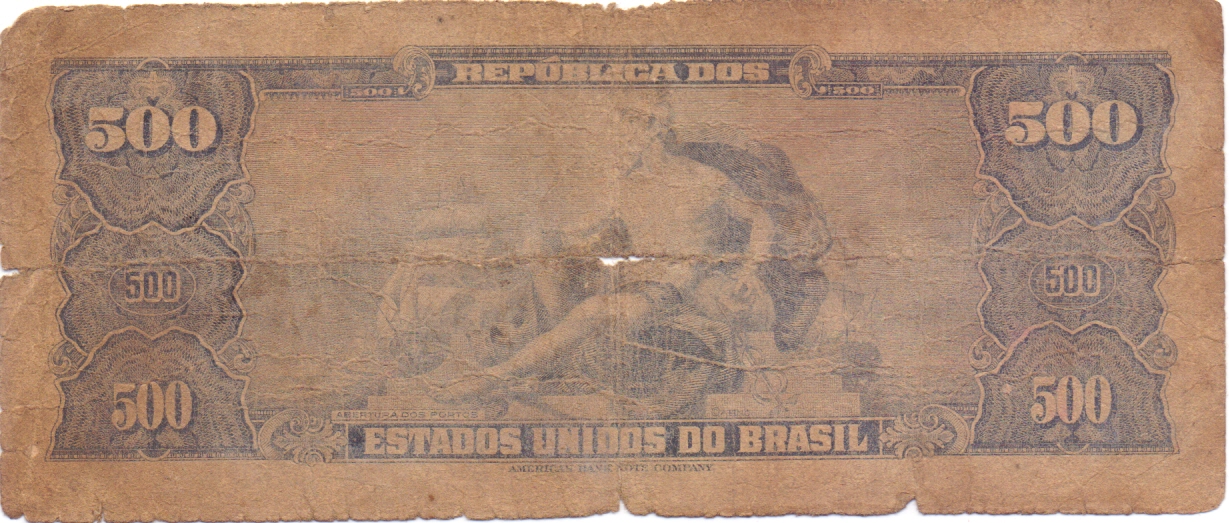 REPÚBLICA DOS
500
500
500
500
500
500
500
500
ABERTURA DOS PORTOS
ESTADOS UNIDOS DO BRASIL
AMERICAN BANK NOTE COMPANY